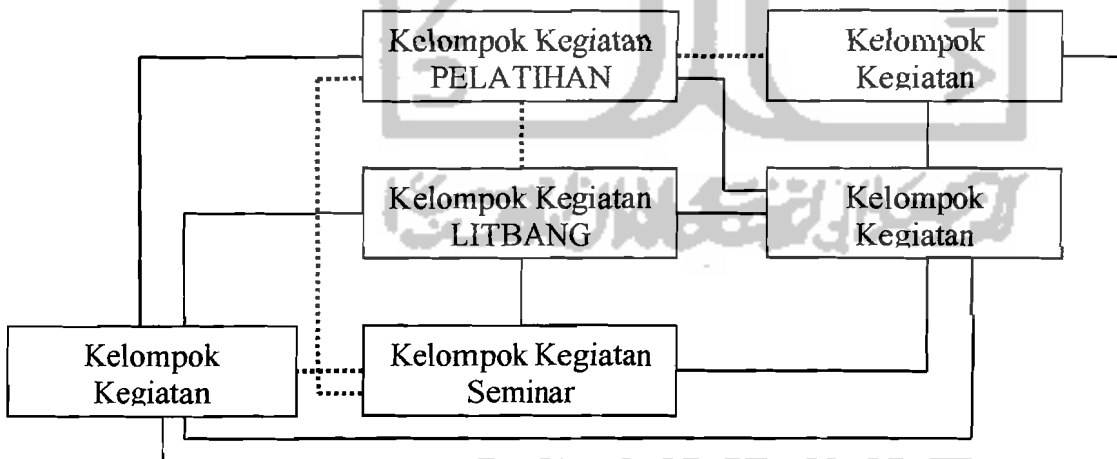 Kelompok Kegiatan
PELATIHAN
Kelompok
Kegiatan
Kelompok Kegiatan
LITBANG
Kelompok
Kegiatan
Kelompok
Kegiatan
Kelompok Kegiatan
Seminar